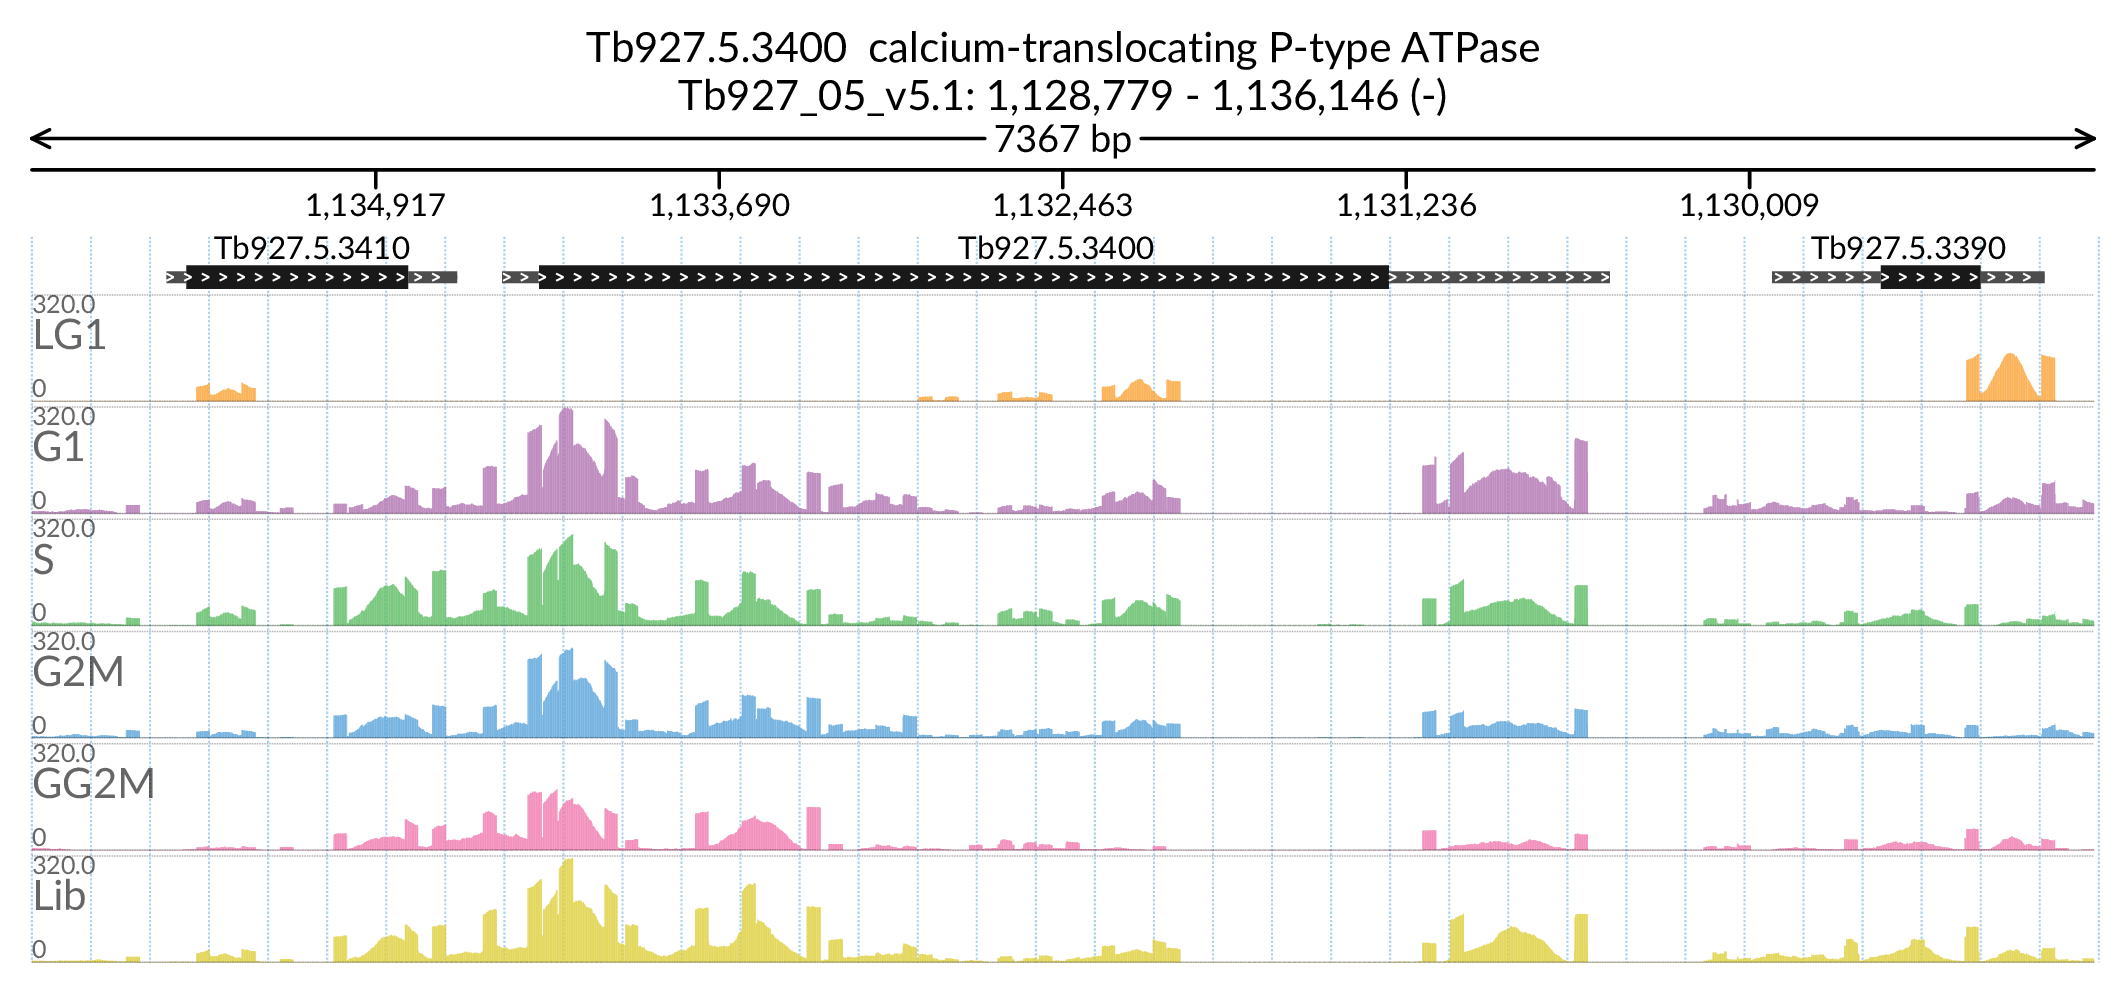 Tb927.5.3400  calcium-translocating P-type ATPase
Tb927_05_v5.1: 1,128,779 - 1,136,146 (-)
7367 bp
1,134,917 1,133,690 1,132,463 1,131,236 1,130,009
Tb927.5.3410 Tb927.5.3400 Tb927.5.3390
320.0
LG1
0
320.0
G1
0
320.0
S
0
320.0
G2M
0
320.0
GG2M
0
320.0
Lib
0